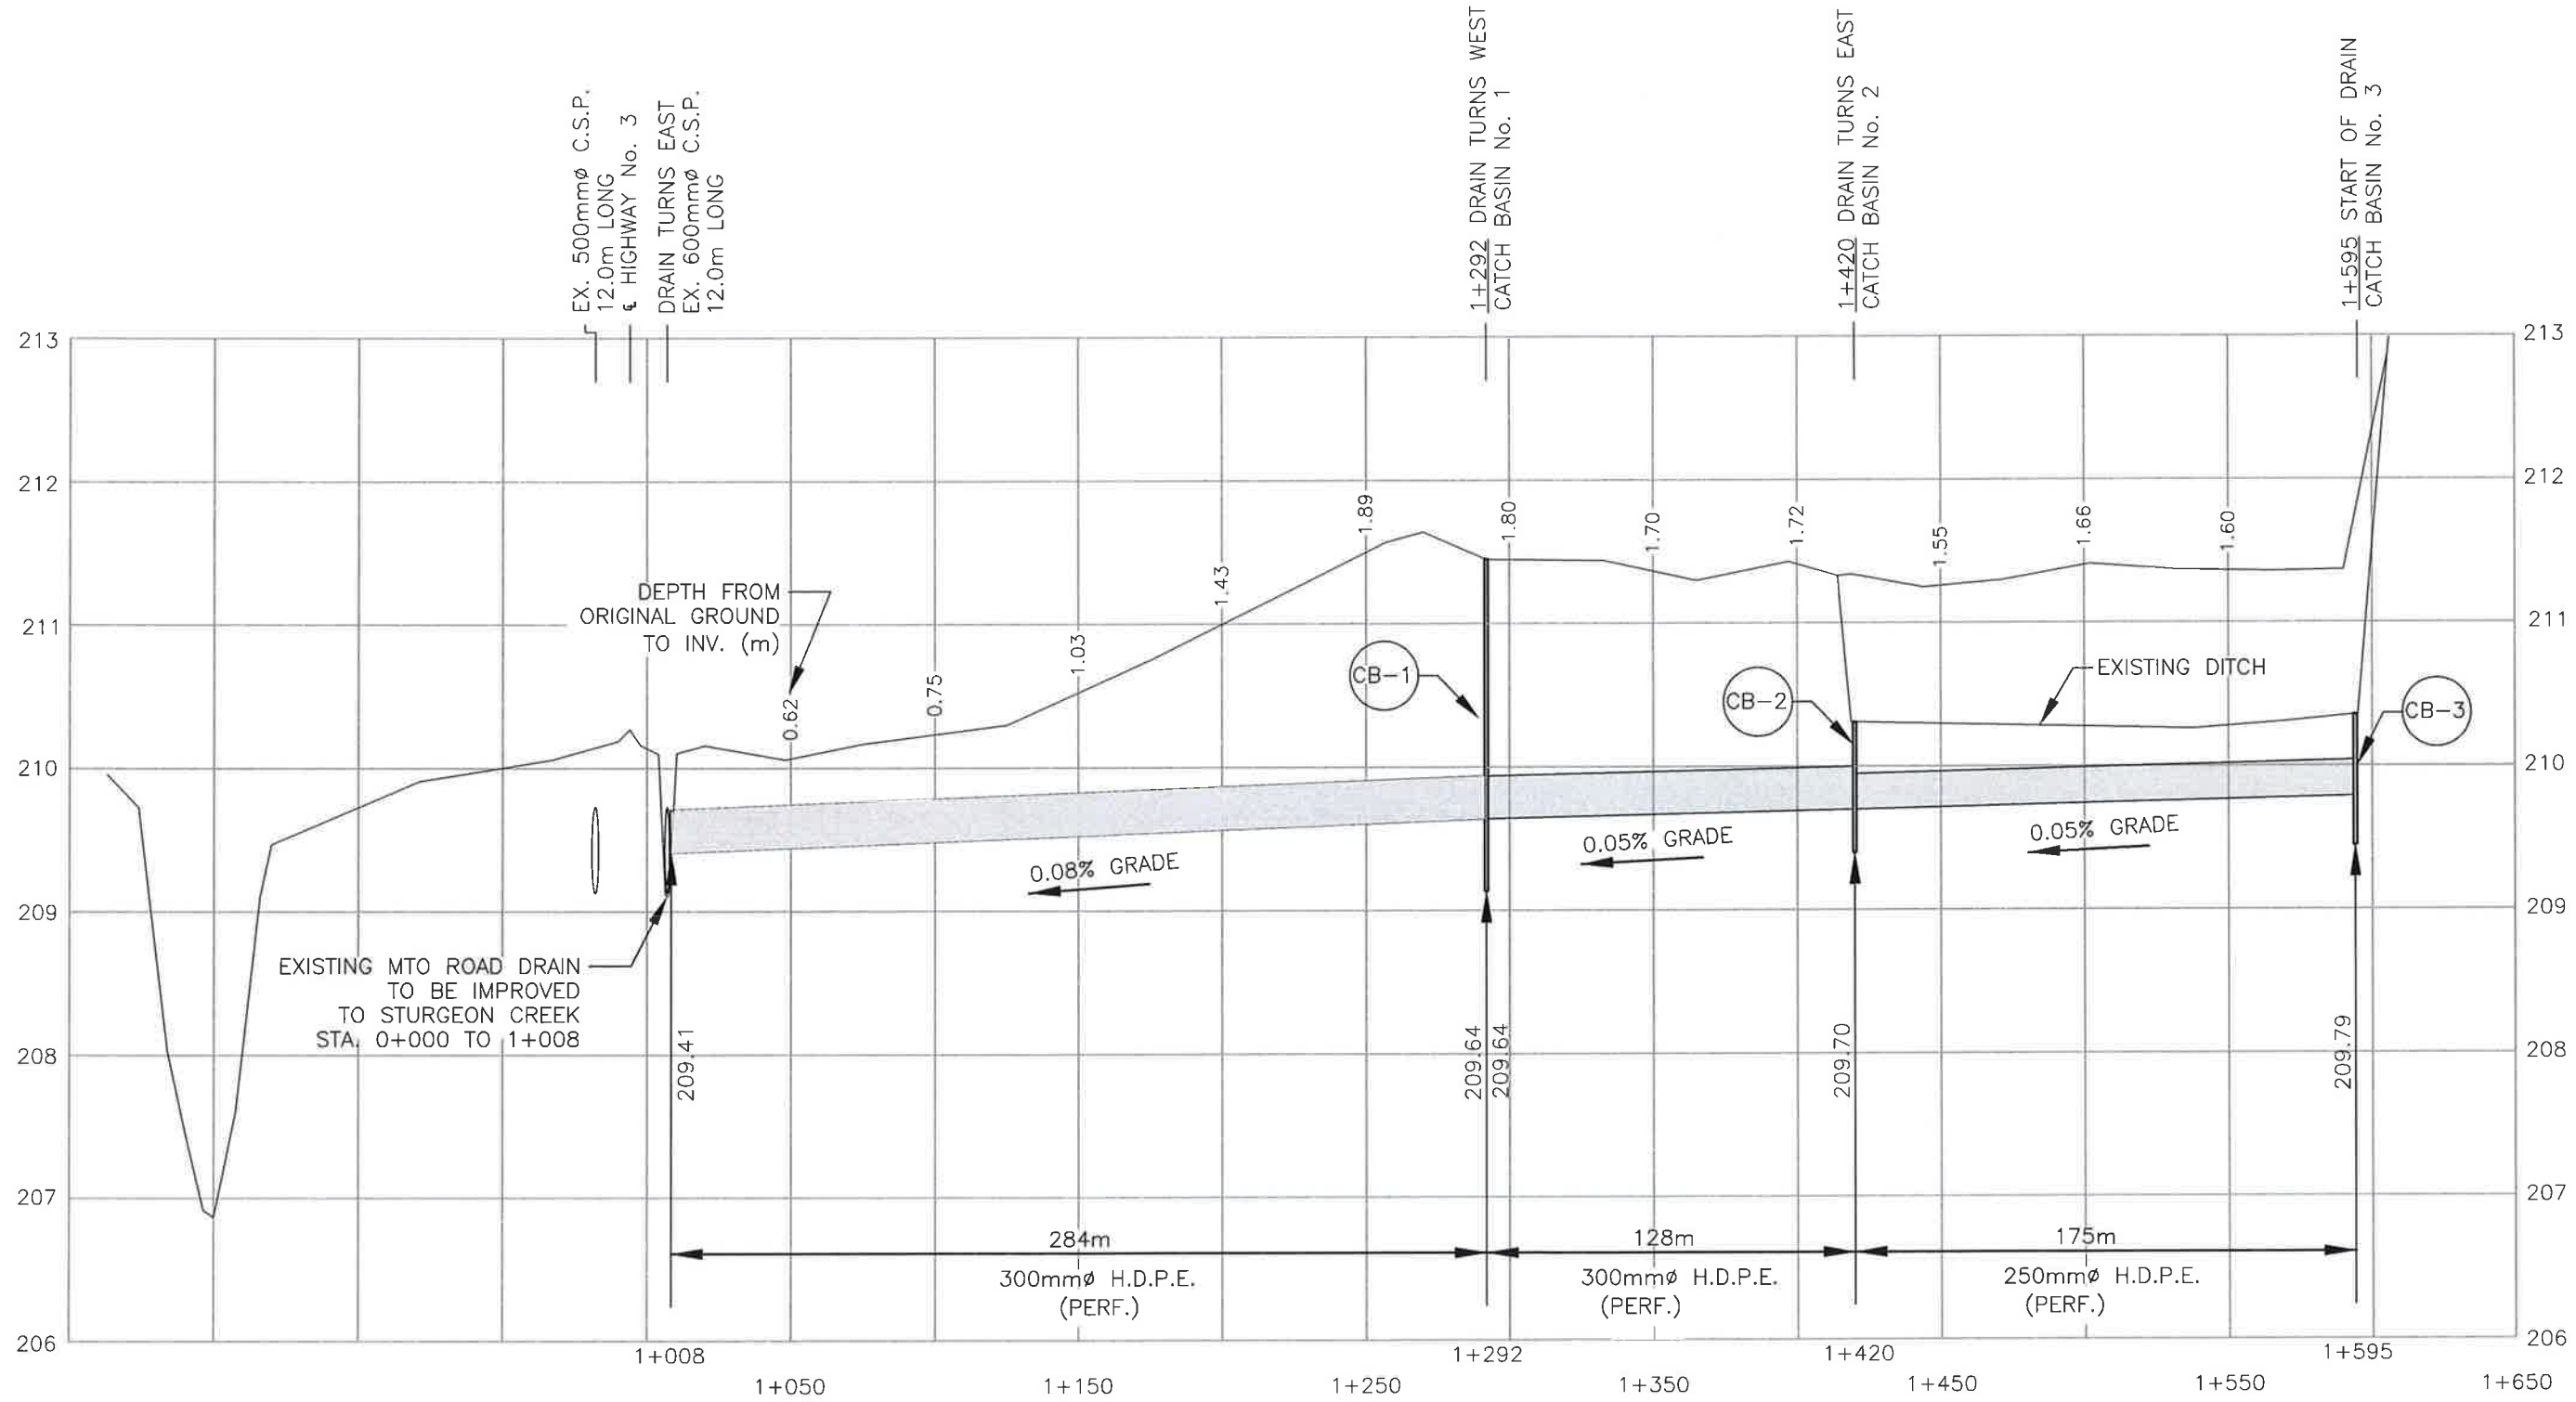 EX. 500mmø C.S.P.
12.0m LONG
℄ HIGHWAY No. 3
DRAIN TURNS EAST
EX. 600mmø C.S.P.
12.0m LONG
1+292 DRAIN TURNS WEST
CATCH BASIN No. 1
1+420 DRAIN TURNS EAST
CATCH BASIN No. 2
1+595 START OF DRAIN
CATCH BASIN No. 3
213
213
212
212
1.89
1.80
1.70
1.72
1.55
1.66
1.60
1.43
DEPTH FROM
ORIGINAL GROUND
TO INV. (m)
211
211
1.03
0.75
0.62
CB-1
CB-2
EXISTING DITCH
CB-3
210
210
0.08% GRADE
0.05% GRADE
0.05% GRADE
209
209
EXISTING MTO ROAD DRAIN
TO BE IMPROVED
TO STURGEON CREEK
STA. 0+000 TO 1+008
208
208
209.41
209.64
209.64
209.70
209.79
207
207
284m
128m
175m
300mmø H.D.P.E.
(PERF.)
300mmø H.D.P.E.
(PERF.)
250mmø H.D.P.E.
(PERF.)
206
206
1+008
1+292
1+420
1+595
1+050
1+150
1+250
1+350
1+450
1+550
1+650